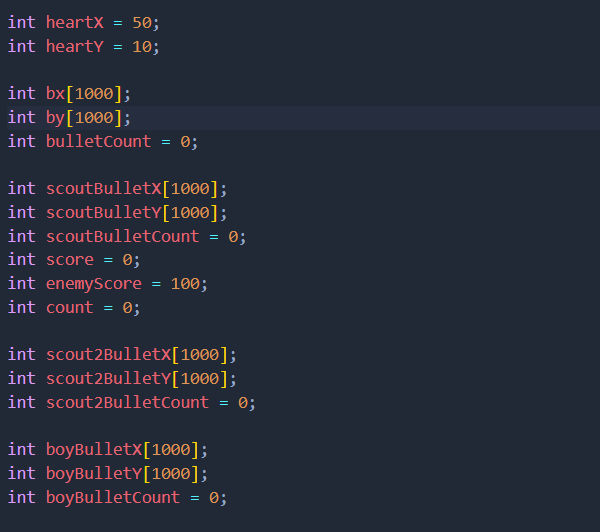 int heartX = 50;
int heartY = 10;
int bx[1000];
int by[1000];
int bulletCount = 0;
int scoutBulletX[1000];
int scoutBulletY[1000];
int scoutBulletCount = 0;
int score = 0;
int enemyScore = 100;
int count = 0;
int scout2BulletX[1000];
int scout2BulletY[1000];
int scout2BulletCount = 0;
int boyBulletX[1000];
int boyBulletY[1000];
int boyBulletCount = 0;